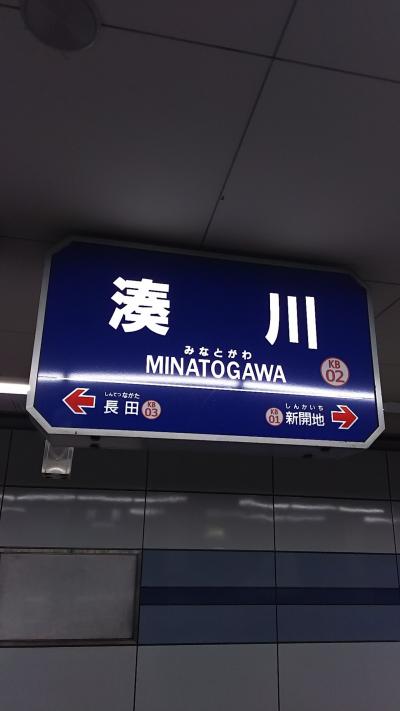 湊川
みなとがわ
MINATOGAWA
KB
02
しんてつながた
長田
KB
03
KB
01
しんかいち
新開地